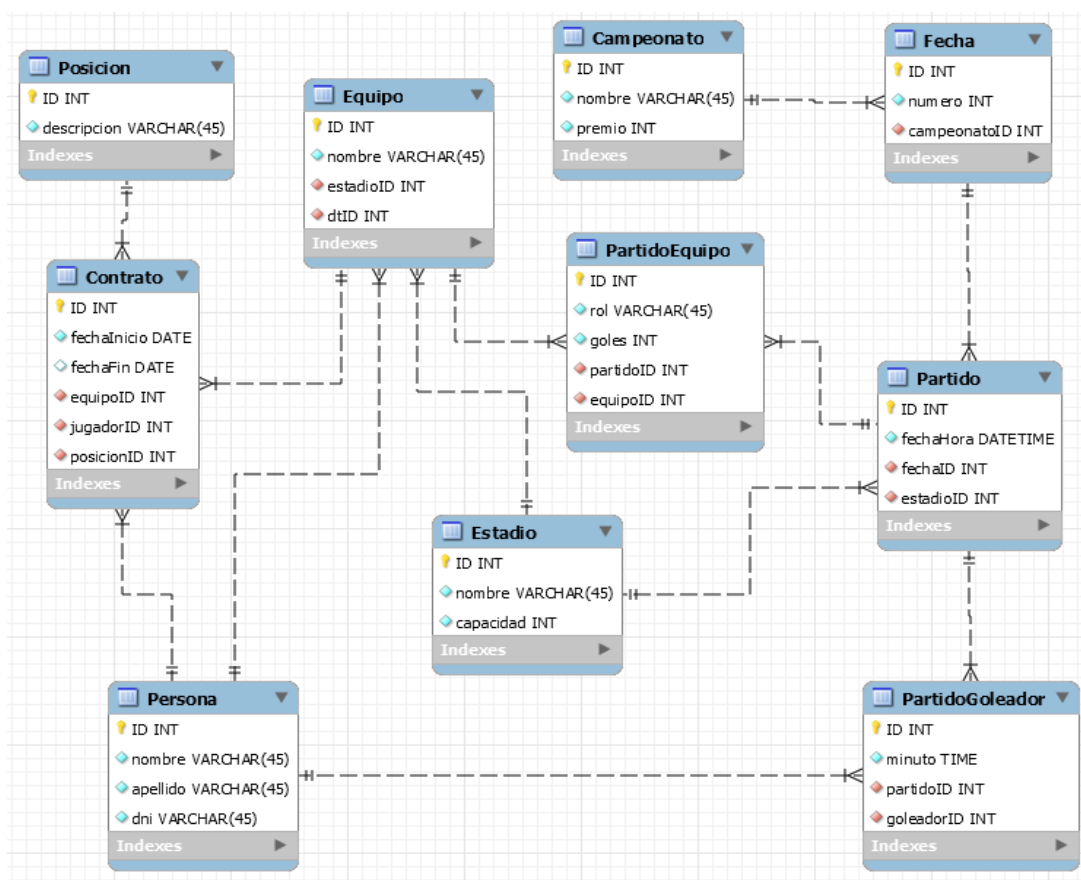 Posicion
ID INT
descripcion VARCHAR(45)
Indexes
Equipo
ID INT
nombre VARCHAR(45)
estadioID INT
dtID INT
Indexes
Campeonato
ID INT
nombre VARCHAR(45)
premio INT
Indexes
Fecha
ID INT
numero INT
campeonatoID INT
Indexes
Contrato
ID INT
fechaInicio DATE
fechaFin DATE
equipoID INT
jugadorID INT
posicionID INT
Indexes
PartidoEquipo
ID INT
rol VARCHAR(45)
goles INT
partidoID INT
equipoID INT
Indexes
Partido
ID INT
fechaHora DATETIME
fechaID INT
estadioID INT
Indexes
Estadio
ID INT
nombre VARCHAR(45)
capacidad INT
Indexes
Persona
ID INT
nombre VARCHAR(45)
apellido VARCHAR(45)
dni VARCHAR(45)
Indexes
PartidoGoleador
ID INT
minuto TIME
partidoID INT
goleadorID INT
Indexes